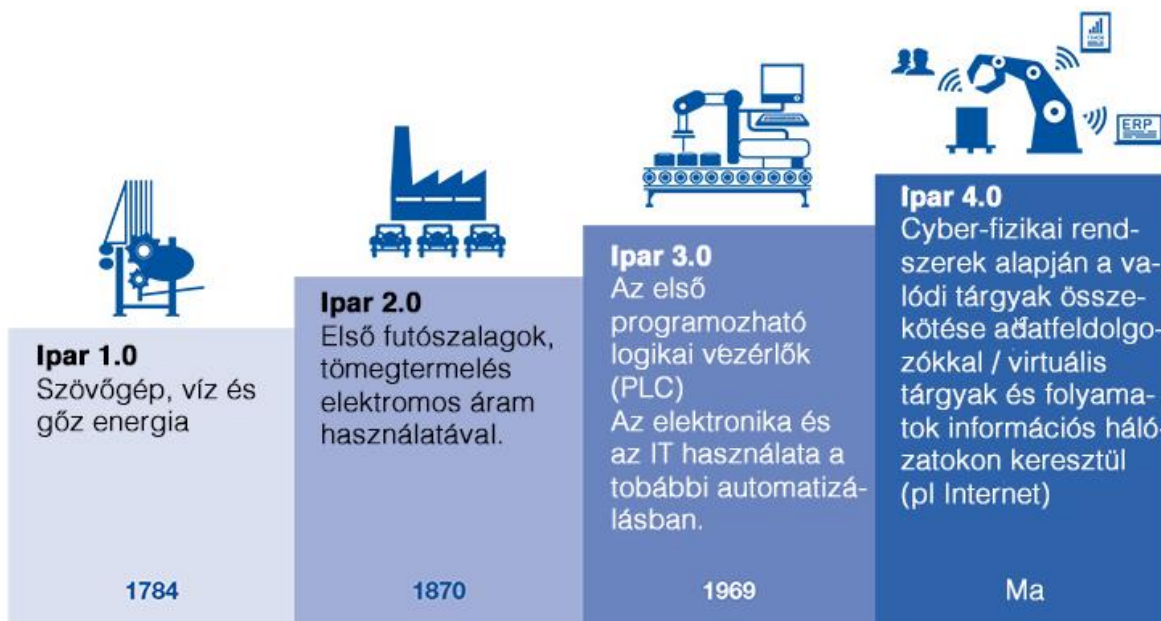 ERP
Ipar 1.0
Szövőgép, víz és
gőz energia
1784
Ipar 2.0
Első futószalagok,
tömegtermelés
elektromos áram
használatával.
1870
Ipar 3.0
Az első
programozható
logikai vezérlők
(PLC)
Az elektronika és
az IT használata a
tobábbi automatizá-
lásban.
1969
Ipar 4.0
Cyber-fizikai rend-
szerek alapján a va-
lódi tárgyak össze-
kötése adatfeldolgo-
zókkal / virtuális
tárgyak és folyama-
tok információs háló-
zatokon keresztül
(pl Internet)
Ma